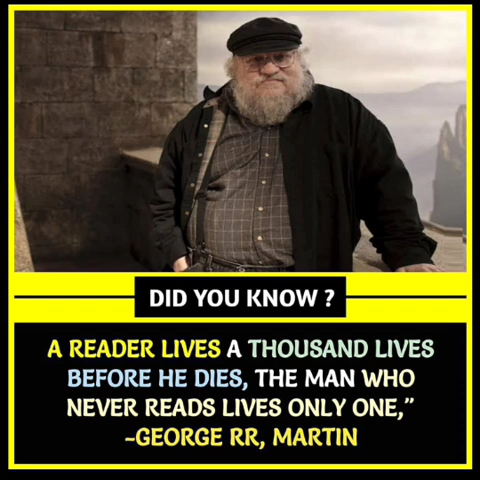 DID YOU KNOW ?
A READER LIVES A THOUSAND LIVES
BEFORE HE DIES, THE MAN WHO
NEVER READS LIVES ONLY ONE,”
~GEORGE RR, MARTIN